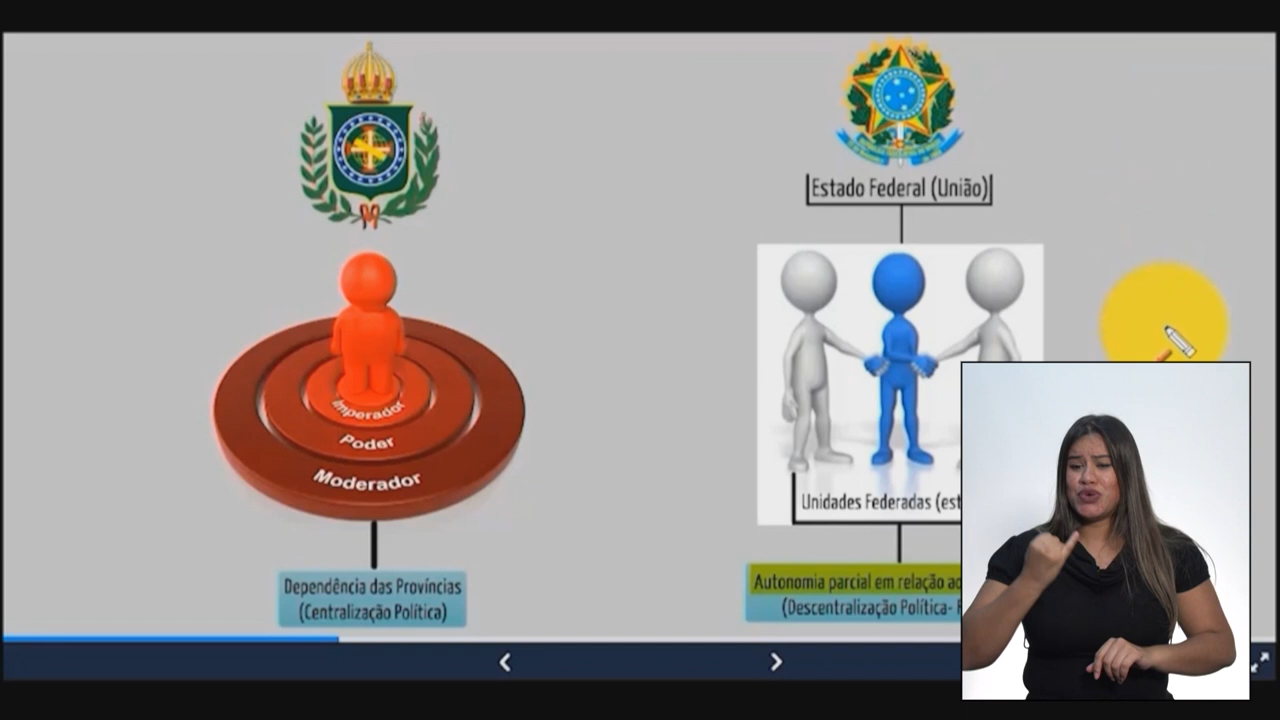 Imperador
Poder
Moderador
Dependência das Províncias
(Centralização Política)
Estado Federal (União)
Unidades Federadas (est
Autonomia parcial em relação ao
(Descentralização Política-